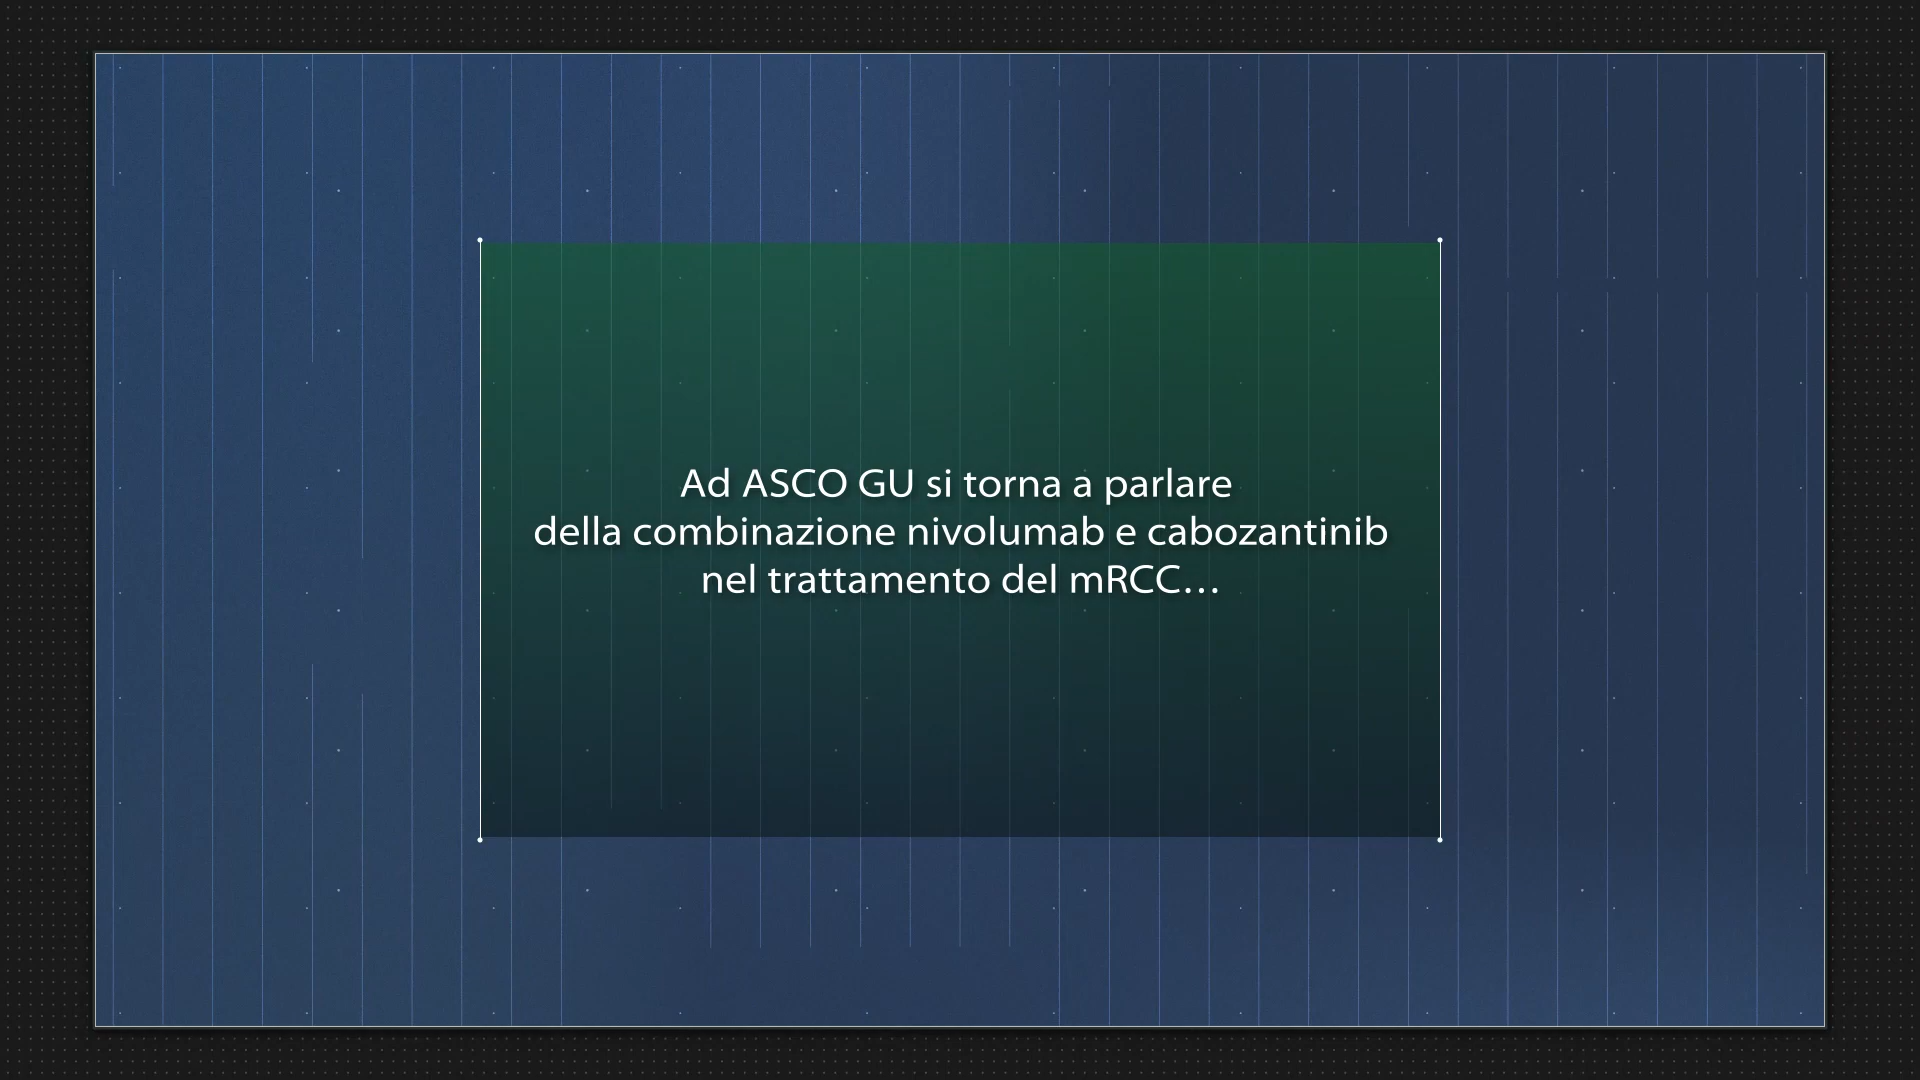 Ad ASCO GU si torna a parlare
della combinazione nivolumab e cabozantinib
nel trattamento del mRCC...